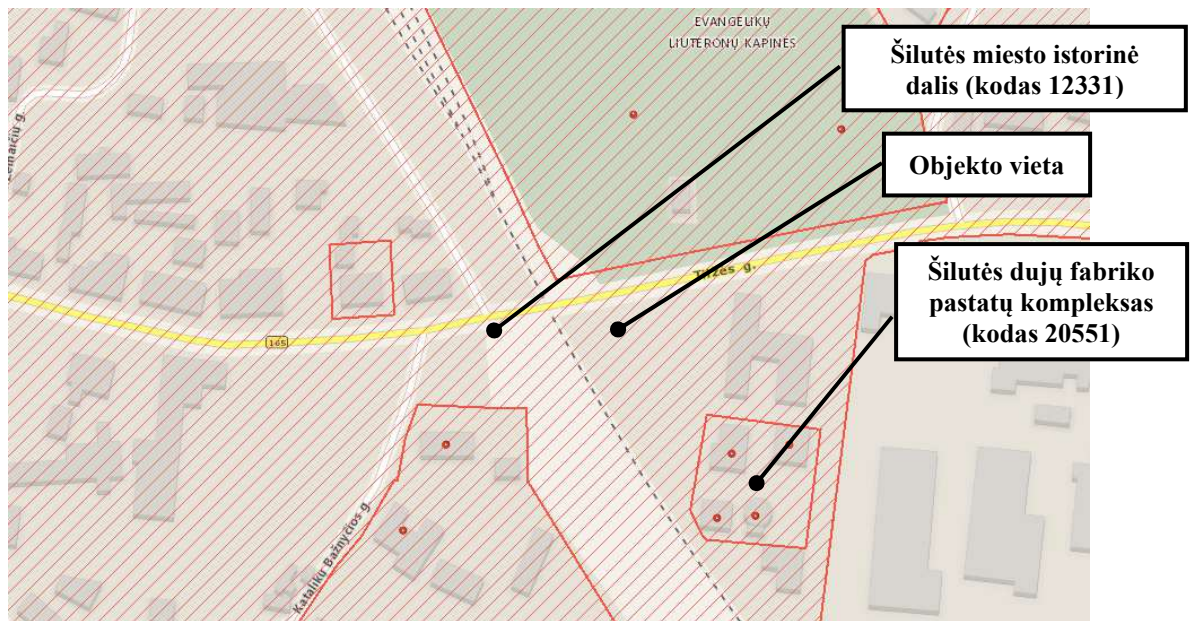 EVANGELIKŲ
LIUTERONŲ KAPINĖS
Šilutės miesto istorinė
dalis (kodas 12331)
Objekto vieta
Žemaičių g.
Tilžės g.
Šilutės dujų fabriko
pastatų kompleksas
(kodas 20551)
165
Katalikų Bažnyčios g.